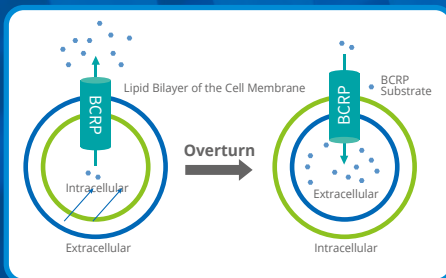 BCRP
Lipid Bilayer of the Cell Membrane
Intracellular
Extracellular
Overturn
BCRP
BCRP
Substrate
Extracellular
Intracellular